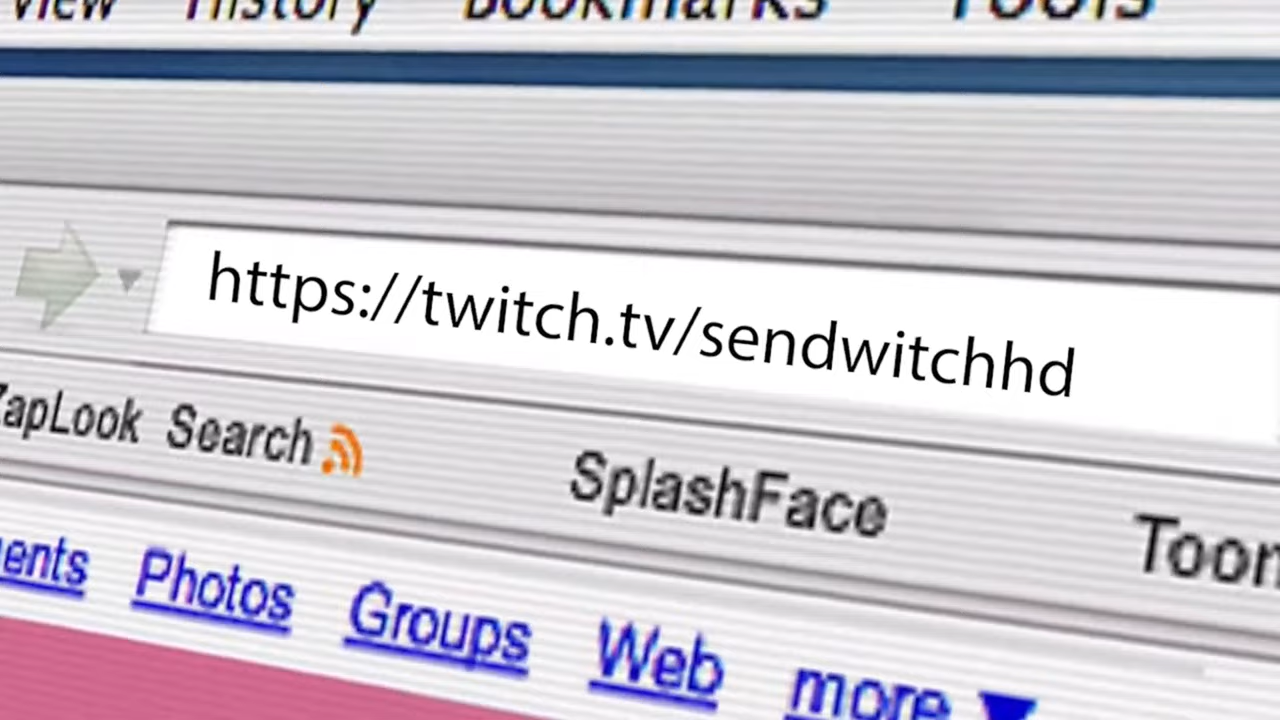 View History Bookmarks Tools
https://twitch.tv/sendwitchhd
ZapLook Search SplashFace Toon
ents Photos Groups Web more